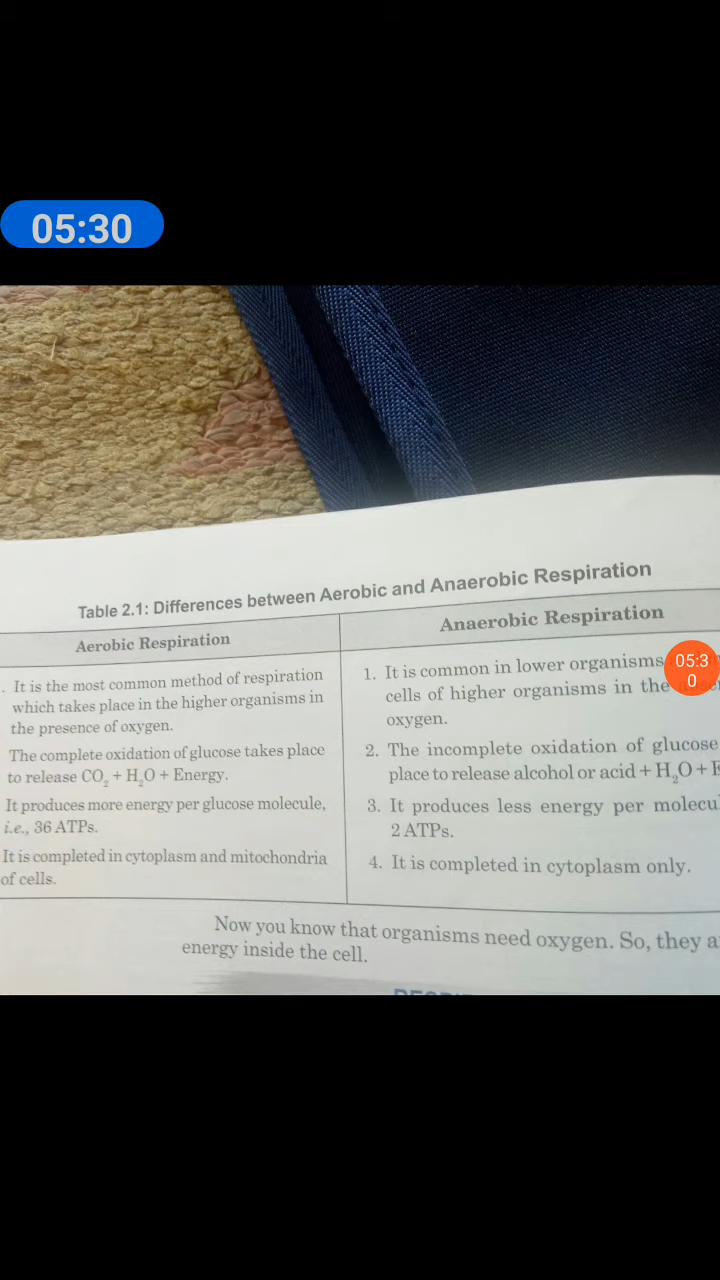 05:30
Table 2.1: Differences between Aerobic and Anaerobic Respiration
Aerobic Respiration
. It is the most common method of respiration
which takes place in the higher organisms in
the presence of oxygen.
The complete oxidation of glucose takes place
to release CO₂ + H₂O + Energy.
It produces more energy per glucose molecule,
i.e., 36 ATPs.
It is completed in cytoplasm and mitochondria
of cells.
Anaerobic Respiration
1. It is common in lower organisms
cells of higher organisms in the
oxygen.
2. The incomplete oxidation of glucose
place to release alcohol or acid + H₂O + E
3. It produces less energy per molecu
2 ATPs.
4. It is completed in cytoplasm only.
05:3
0
Now you know that organisms need oxygen. So, they a
energy inside the cell.